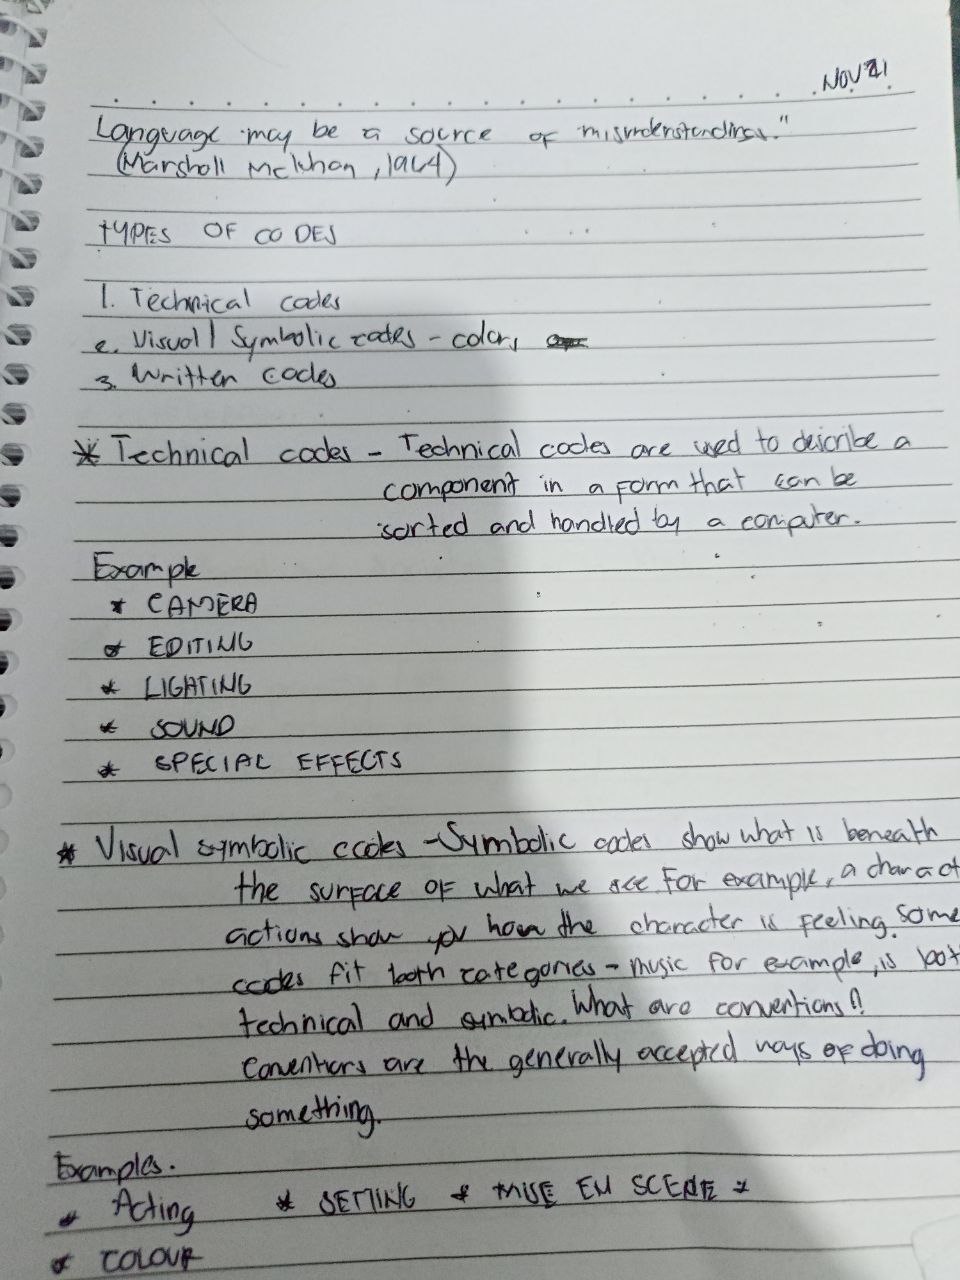 NOV 21
Language may be a source of misunderstandings."
(Marshall McLuhan, 1964)
TYPES OF CODES
1. Technical codes
2. Visual / Symbolic codes - color,
3. Written codes
* Technical codes - Technical codes are used to describe a
component in a form that can be
sorted and handled by a computer.
Example
* CAMERA
* EDITING
* LIGHTING
* SOUND
* SPECIAL EFFECTS
* Visual symbolic codes - Symbolic codes show what is beneath
the surface of what we see For example, a charact
actions show you how the character is feeling. Some
codes fit both categories - music for example, is bot
technical and symbolic. What are conventions?
Conventions are the generally accepted ways of doing
something.
Examples.
* Acting * SETTING * MISE EN SCENE *
* COLOUR